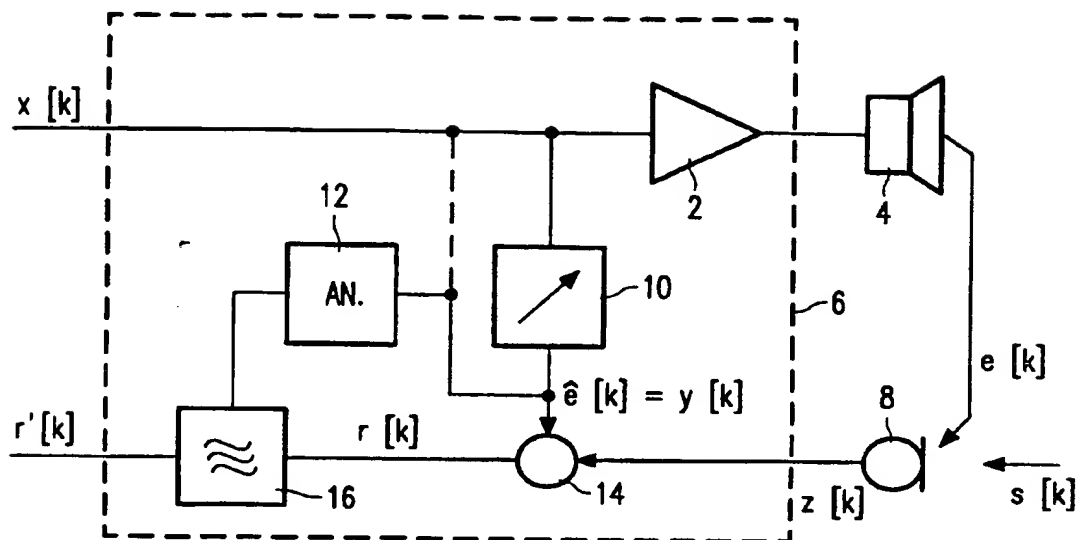 x [k]
2
4
12
AN.
10
6
e [k]
ê [k] = y [k]
8
r' [k]
r [k]
14
16
z [k]
s [k]